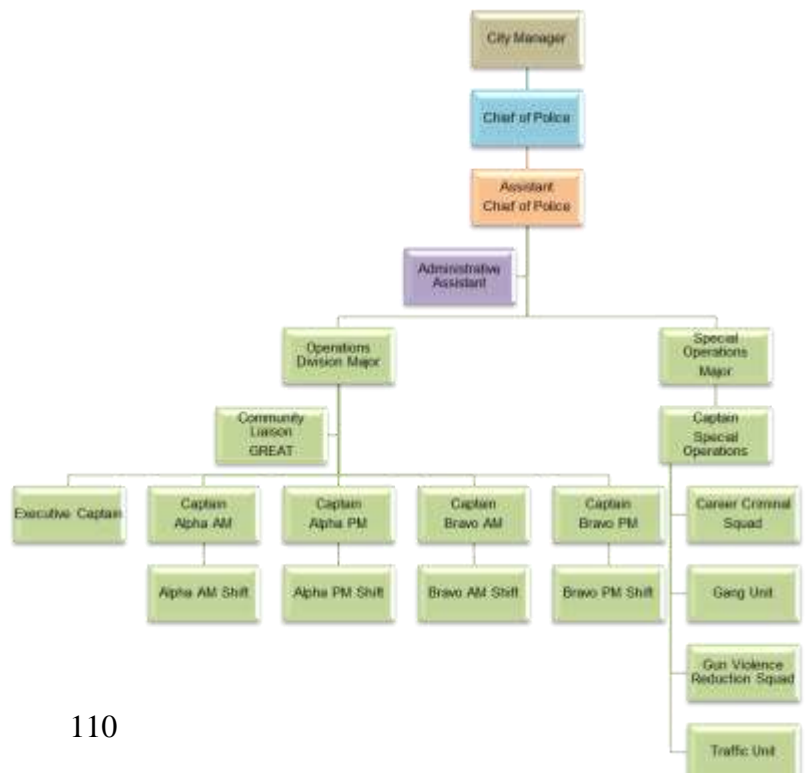 City Manager
Chief of Police
Assistant
Chief of Police
Administrative
Assistant
Operations
Division Major
Special
Operations
Major
Community
Liaison
GREAT
Captain
Special
Operations
Executive Captain
Captain
Alpha AM
Captain
Alpha PM
Captain
Bravo AM
Captain
Bravo PM
Career Criminal
Squad
Alpha AM Shift
Alpha PM Shift
Bravo AM Shift
Bravo PM Shift
Gang Unit
Gun Violence
Reduction Squad
Traffic Unit
110